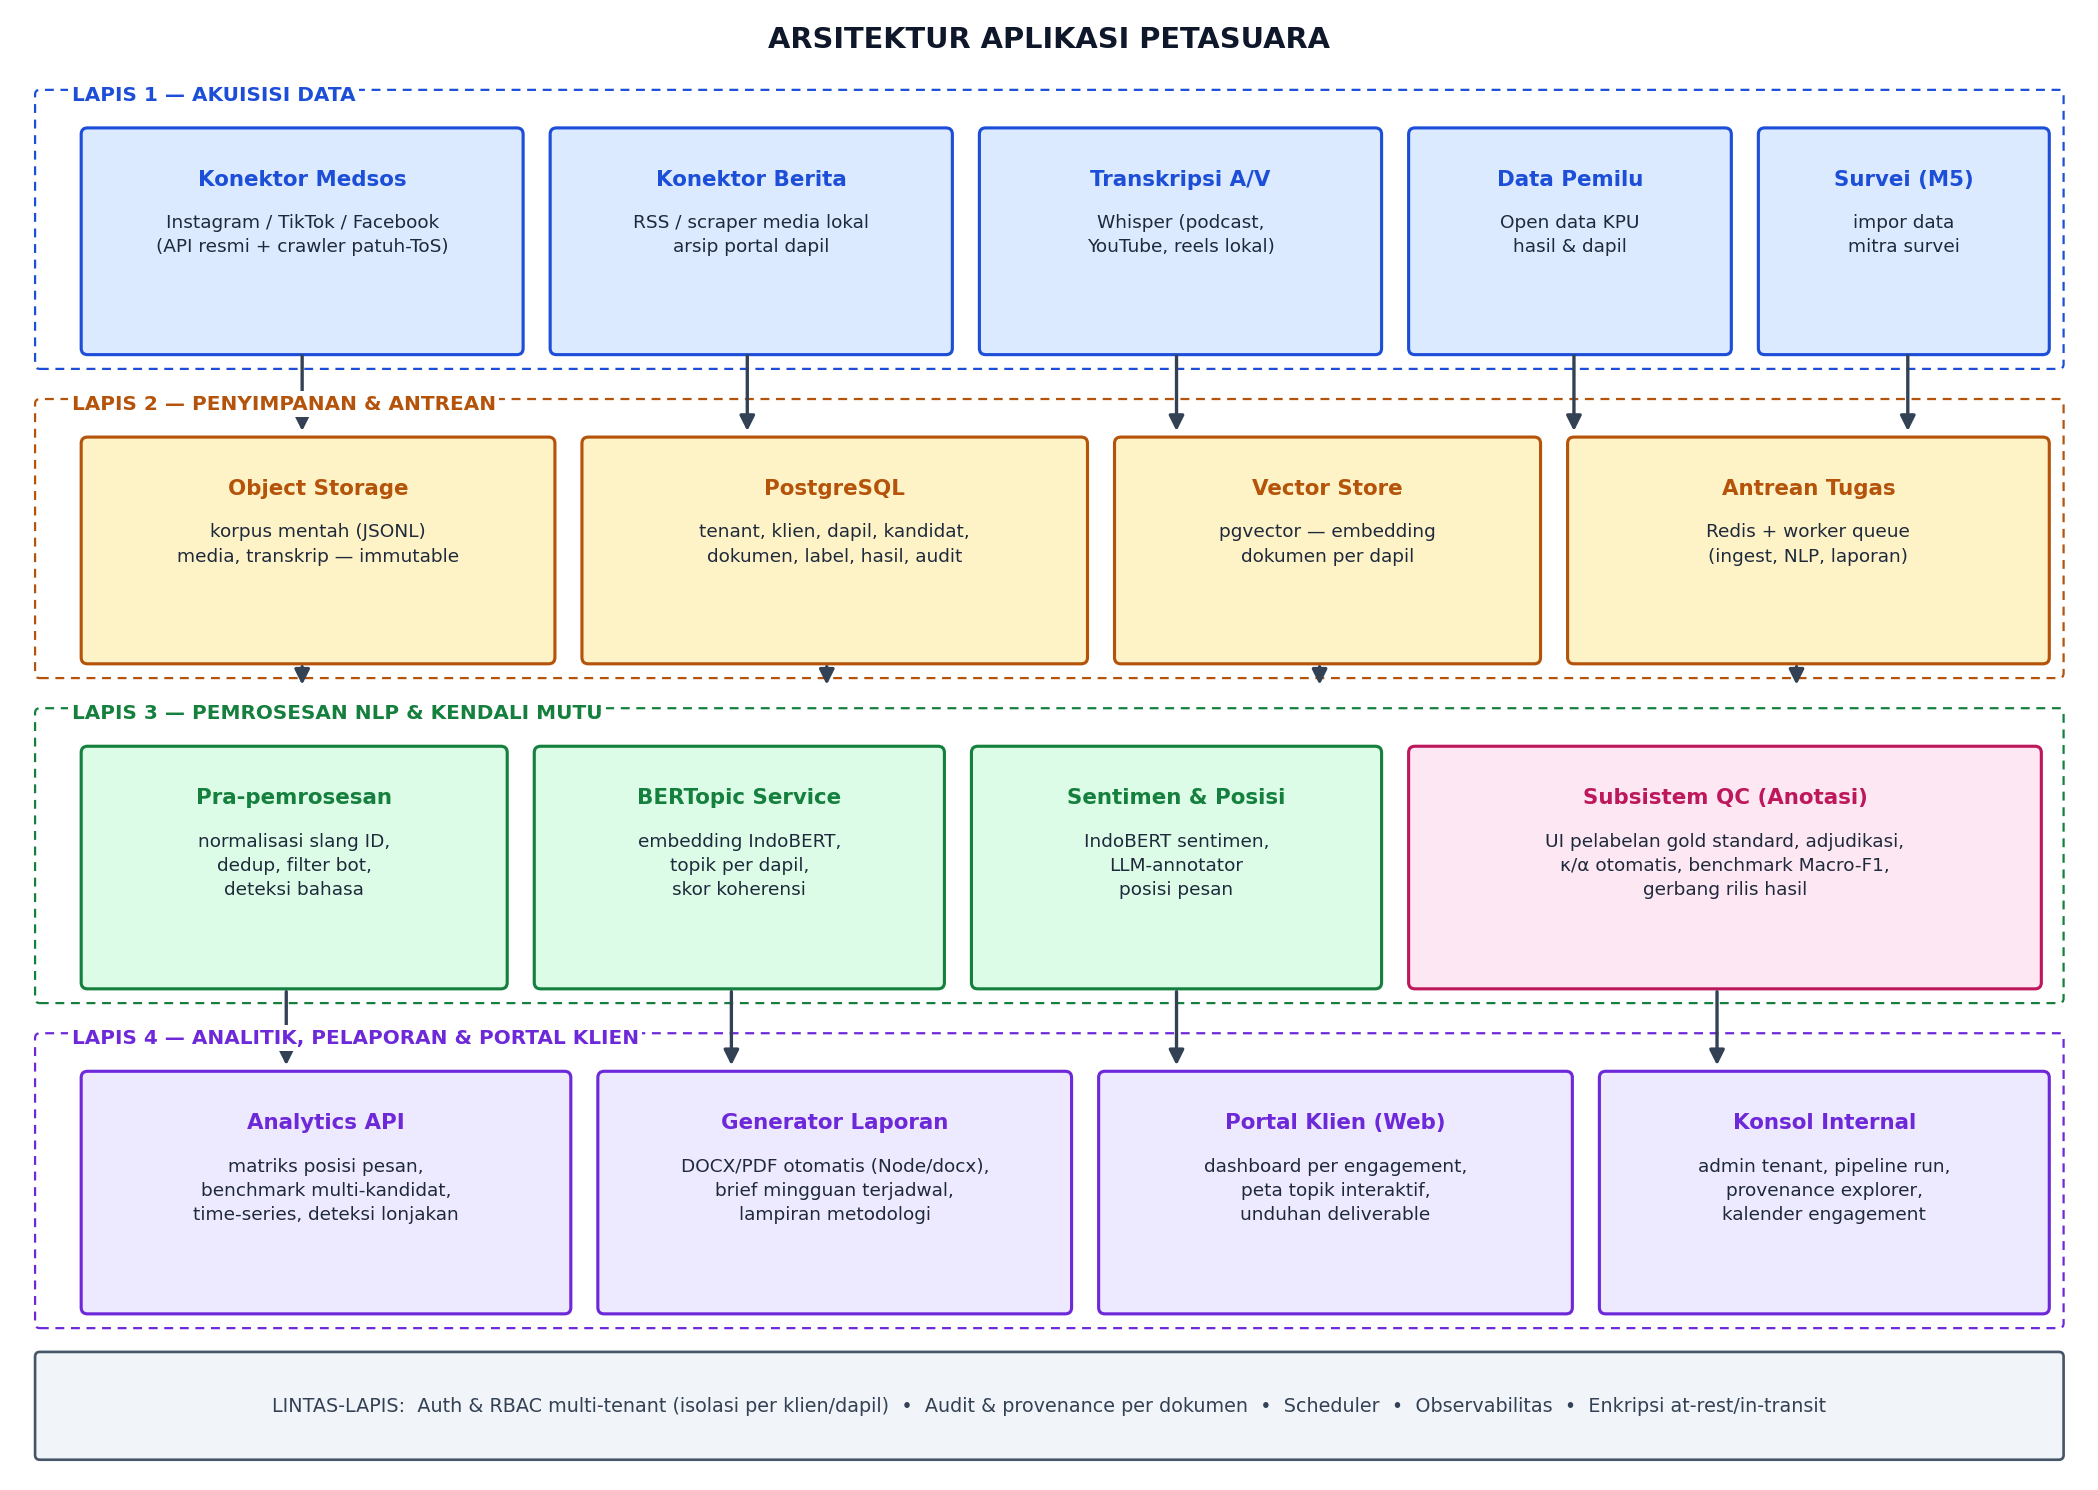 ARSITEKTUR APLIKASI PETASUARA
LAPIS 1 — AKUISISI DATA
Konektor Medsos
Instagram / TikTok / Facebook
(API resmi + crawler patuh-ToS)
Konektor Berita
RSS / scraper media lokal
arsip portal dapil
Transkripsi A/V
Whisper (podcast,
YouTube, reels lokal)
Data Pemilu
Open data KPU
hasil & dapil
Survei (M5)
impor data
mitra survei
LAPIS 2 — PENYIMPANAN & ANTREAN
Object Storage
korpus mentah (JSONL)
media, transkrip — immutable
PostgreSQL
tenant, klien, dapil, kandidat,
dokumen, label, hasil, audit
Vector Store
pgvector — embedding
dokumen per dapil
Antrean Tugas
Redis + worker queue
(ingest, NLP, laporan)
LAPIS 3 — PEMROSESAN NLP & KENDALI MUTU
Pra-pemrosesan
normalisasi slang ID,
dedup, filter bot,
deteksi bahasa
BERTopic Service
embedding IndoBERT,
topik per dapil,
skor koherensi
Sentimen & Posisi
IndoBERT sentimen,
LLM-annotator
posisi pesan
Subsistem QC (Anotasi)
UI pelabelan gold standard, adjudikasi,
κ/α otomatis, benchmark Macro-F1,
gerbang rilis hasil
LAPIS 4 — ANALITIK, PELAPORAN & PORTAL KLIEN
Analytics API
matriks posisi pesan,
benchmark multi-kandidat,
time-series, deteksi lonjakan
Generator Laporan
DOCX/PDF otomatis (Node/docx),
brief mingguan terjadwal,
lampiran metodologi
Portal Klien (Web)
dashboard per engagement,
peta topik interaktif,
unduhan deliverable
Konsol Internal
admin tenant, pipeline run,
provenance explorer,
kalender engagement
LINTAS-LAPIS:  Auth & RBAC multi-tenant (isolasi per klien/dapil)  •  Audit & provenance per dokumen  •  Scheduler  •  Observabilitas  •  Enkripsi at-rest/in-transit